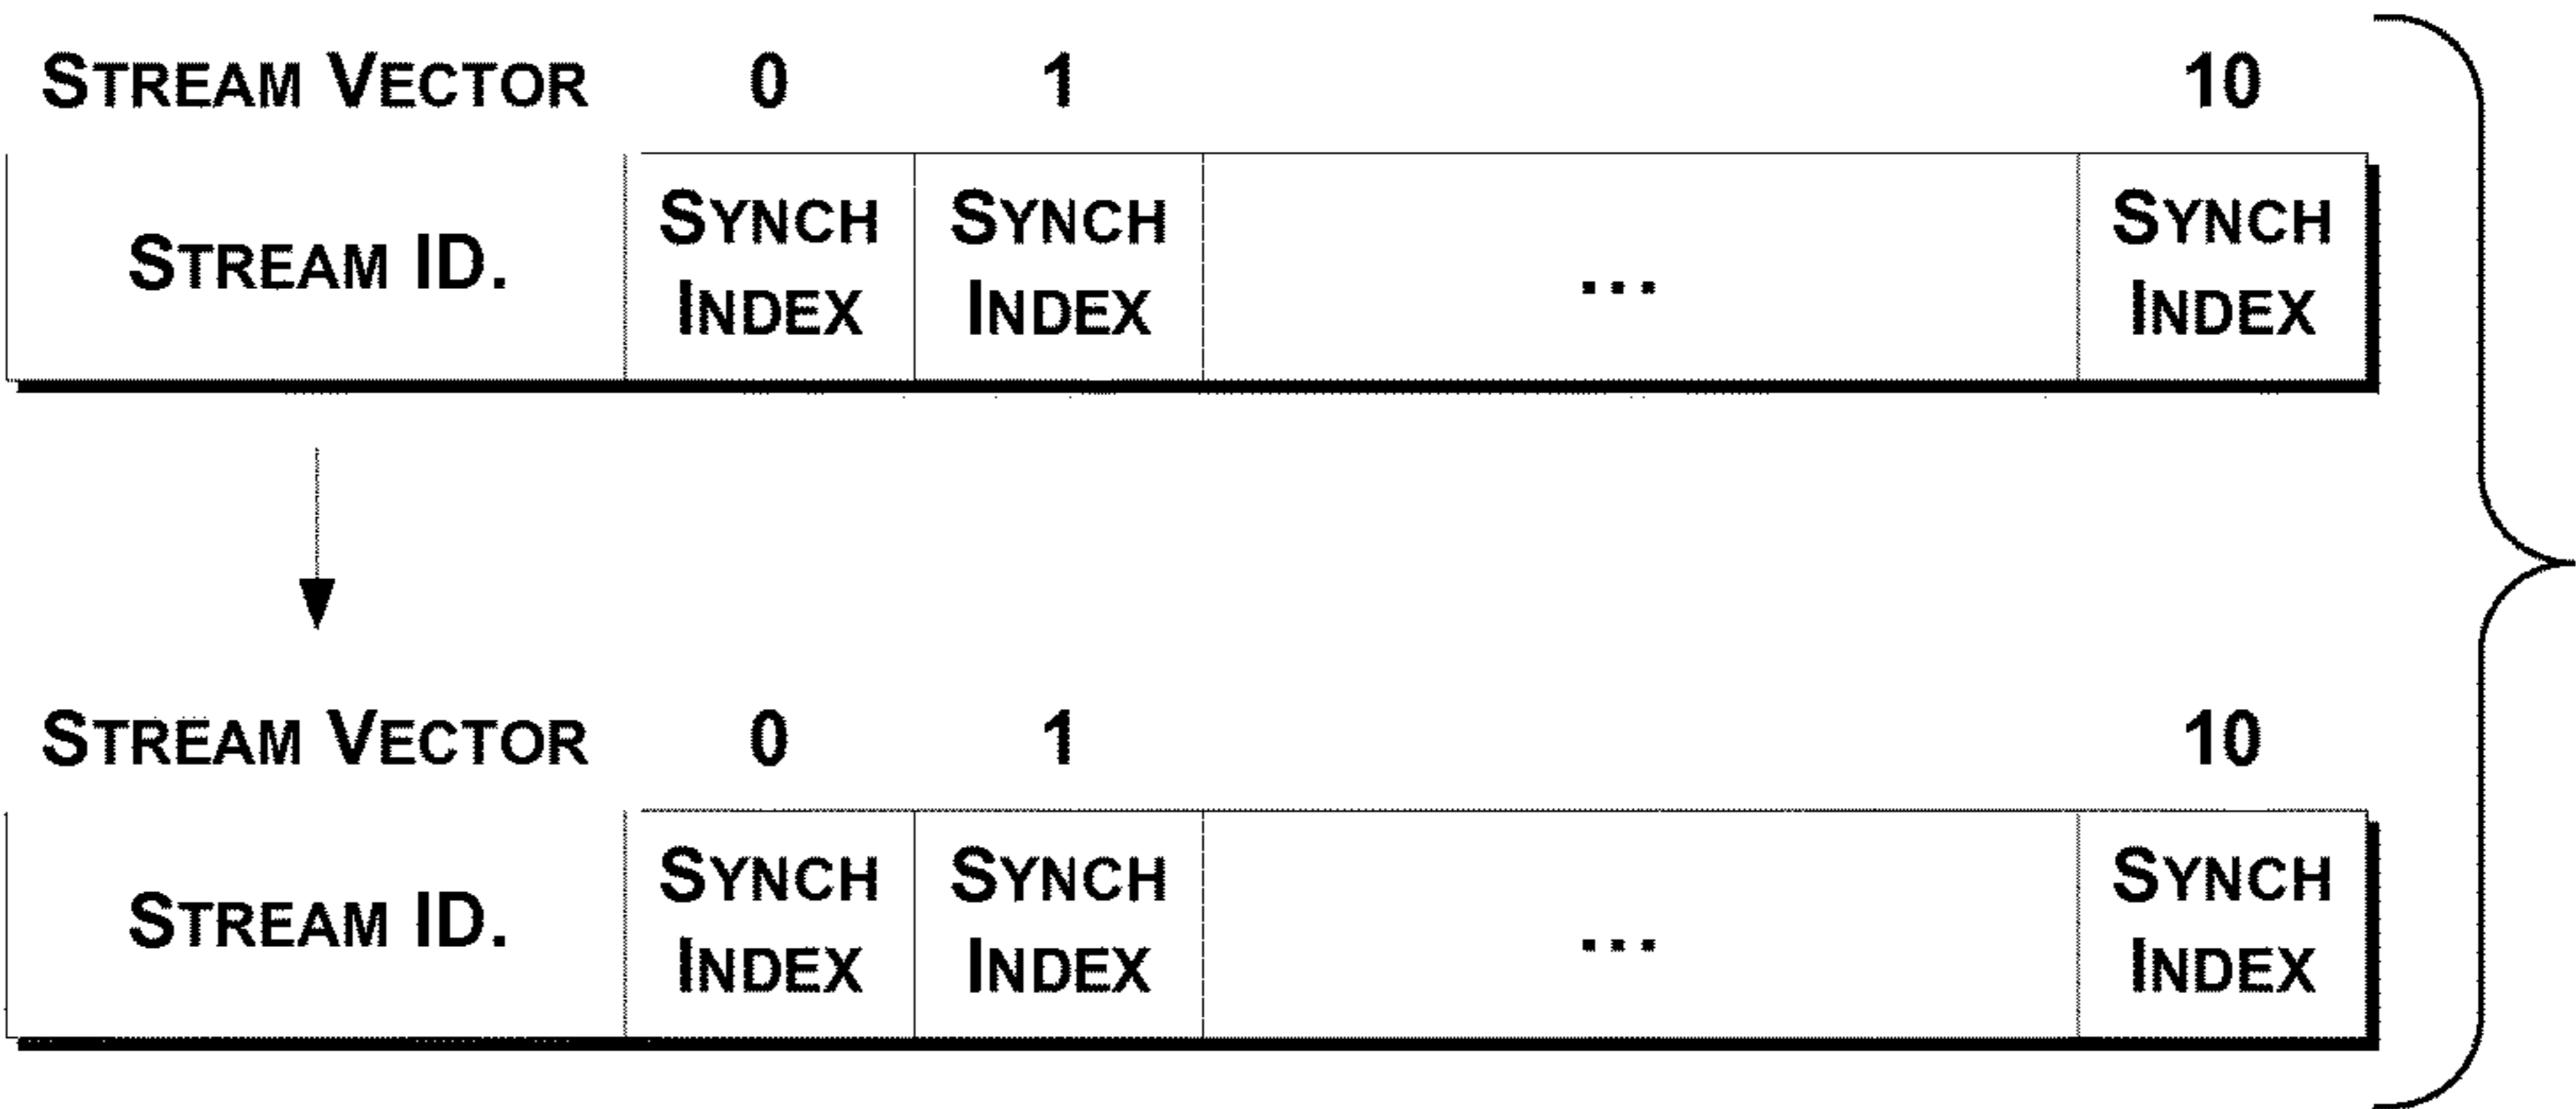 STREAM VECTOR 0 1 10
STREAM ID. SYNCH INDEX SYNCH INDEX ... SYNCH INDEX
STREAM VECTOR 0 1 10
STREAM ID. SYNCH INDEX SYNCH INDEX ... SYNCH INDEX